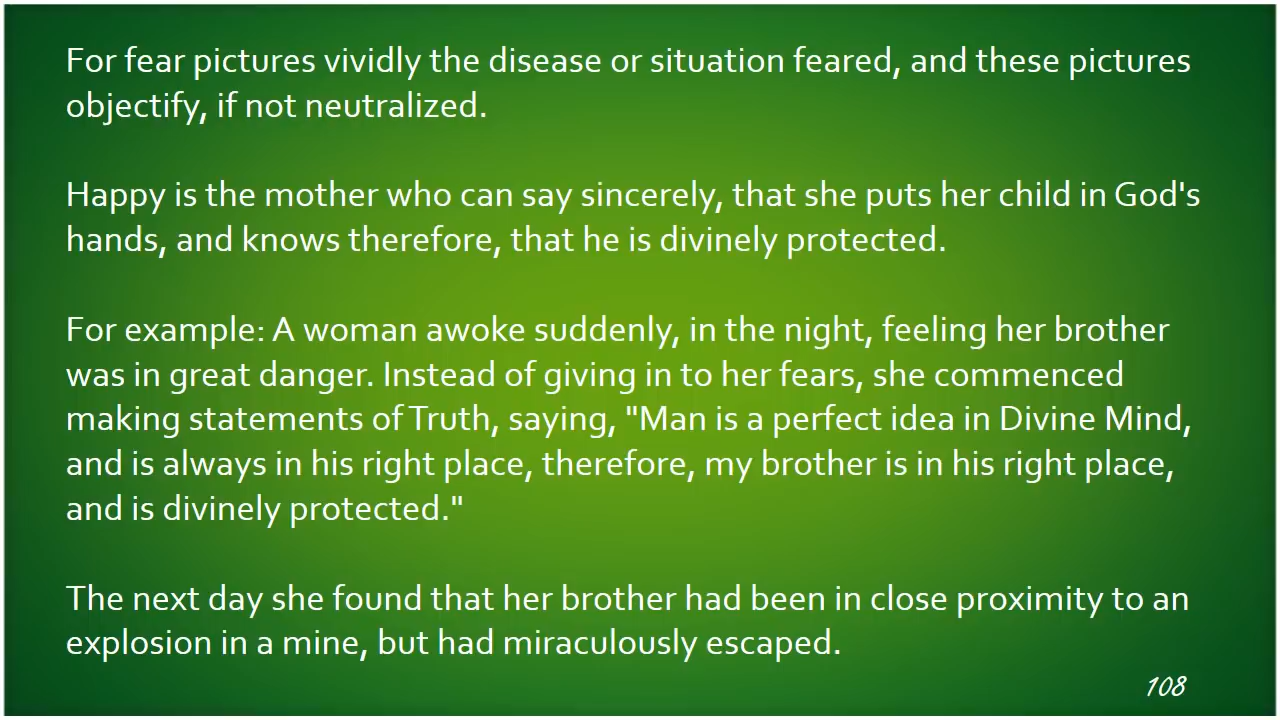 For fear pictures vividly the disease or situation feared, and these pictures
objectify, if not neutralized.
Happy is the mother who can say sincerely, that she puts her child in God's
hands, and knows therefore, that he is divinely protected.
For example: A woman awoke suddenly, in the night, feeling her brother
was in great danger. Instead of giving in to her fears, she commenced
making statements of Truth, saying, "Man is a perfect idea in Divine Mind,
and is always in his right place, therefore, my brother is in his right place,
and is divinely protected."
The next day she found that her brother had been in close proximity to an
explosion in a mine, but had miraculously escaped.
108